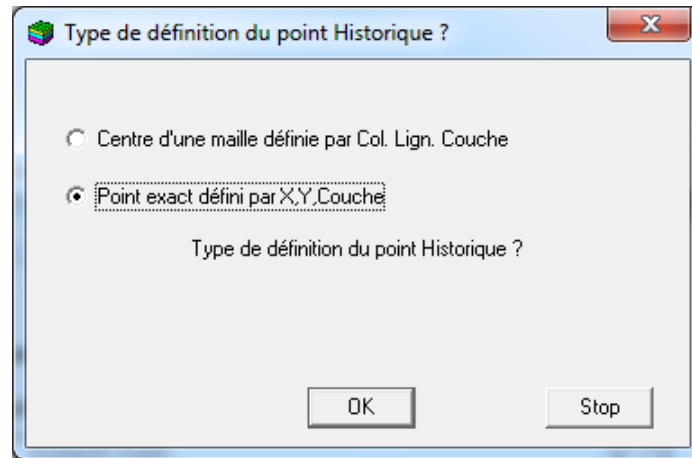 Type de définition du point Historique ?
Centre d'une maille définie par Col. Lign. Couche
Point exact défini par X,Y,Couche
Type de définition du point Historique ?
OK
Stop